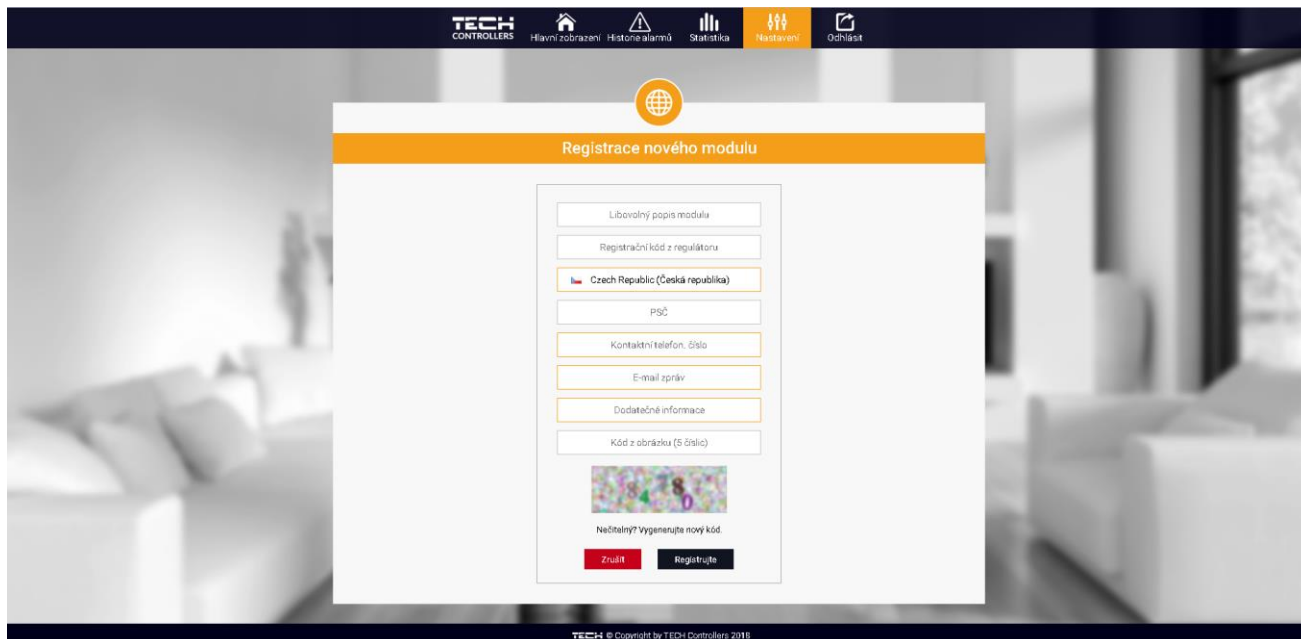 TECH
CONTROLLERS
Hlavní zobrazení Historie alarmů Statistika Nastavení Odhlásit
Registrace nového modulu
Libovolný popis modulu
Registrační kód z regulátoru
Czech Republic (Česká republika)
PSČ
Kontaktní telefon. číslo
E-mail zpráv
Dodatečné informace
Kód z obrázku (5 číslic)
Nečitelný? Vygenerujte nový kód.
Zrušit Registrujte
TECH © Copyright by TECH Controllers 2018